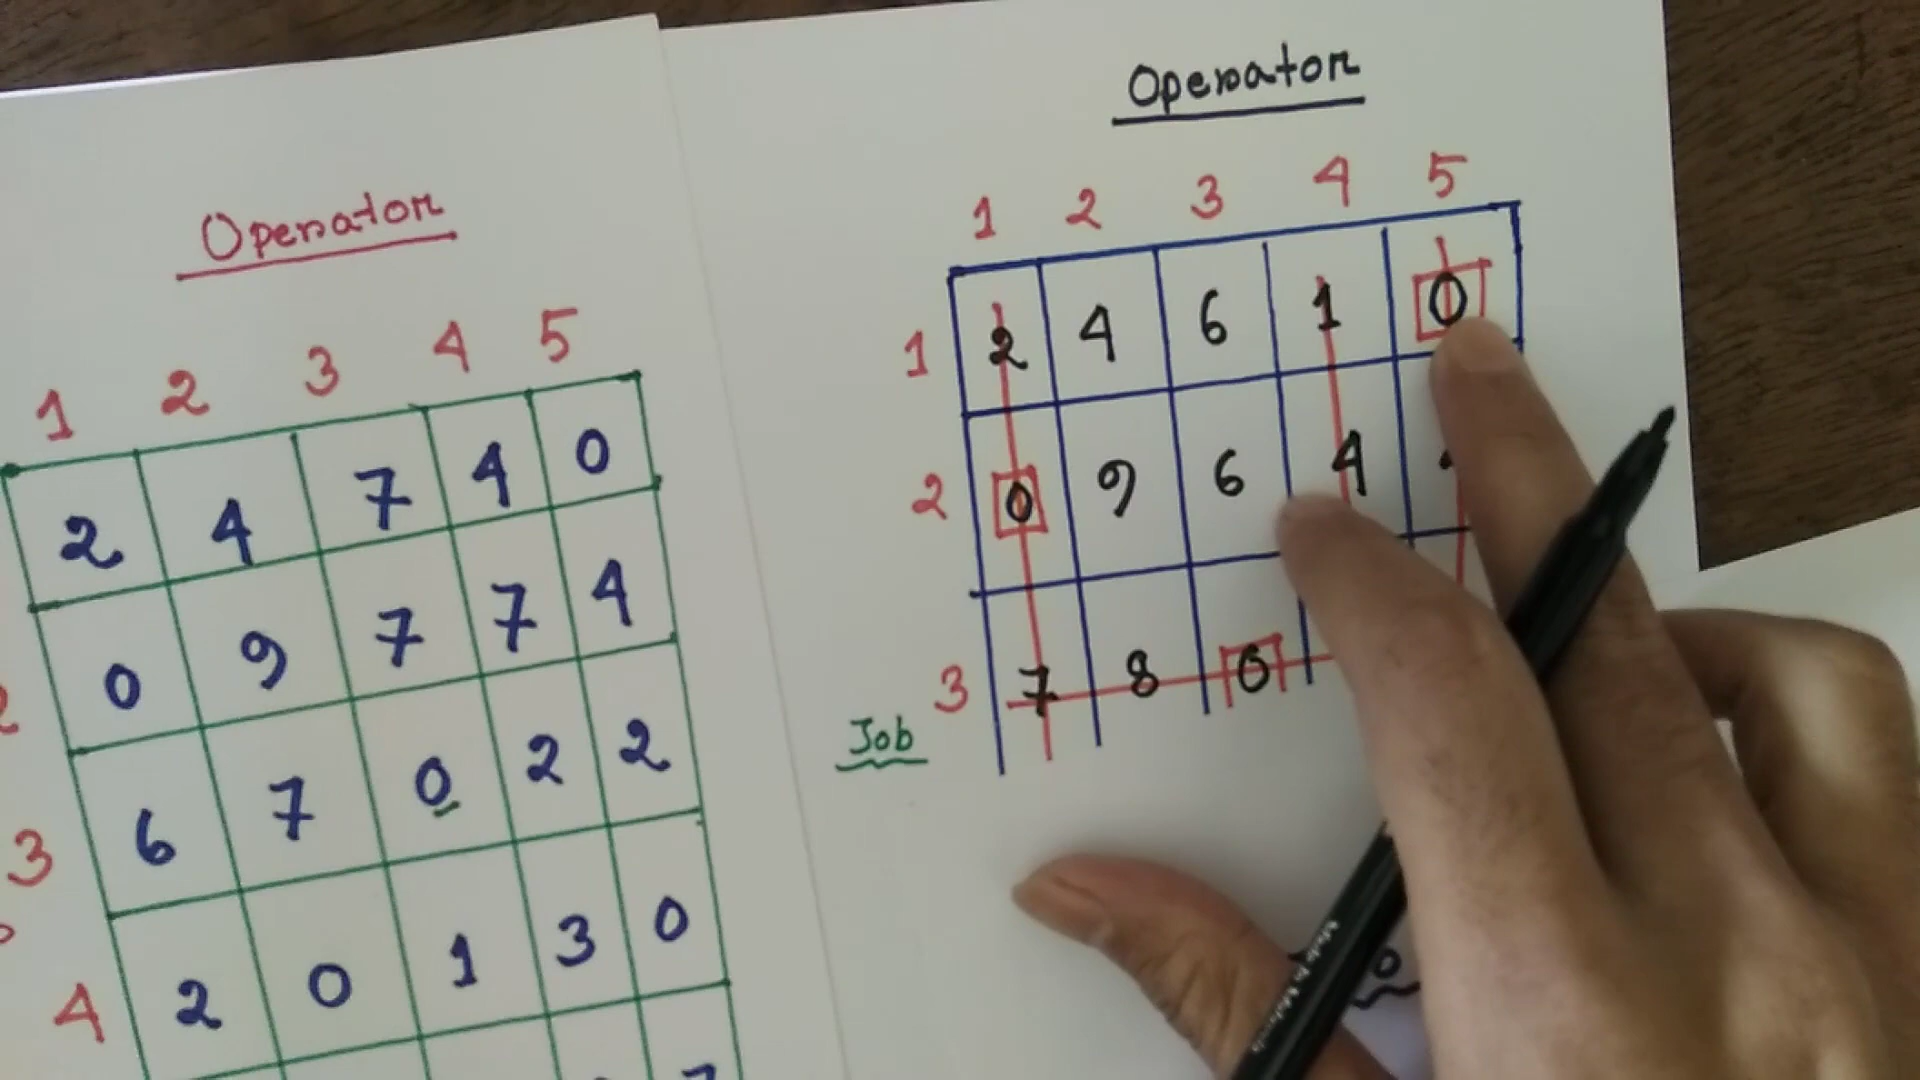 Operator
1 2 3 4 5
2 4 7 4 0
0 9 7 7 4
3 6 7 0 2 2
4 2 0 1 3 0
Operator
1 2 3 4 5
1 2 4 6 1 0
2 0 9 6 4
3 7 8 0
Job